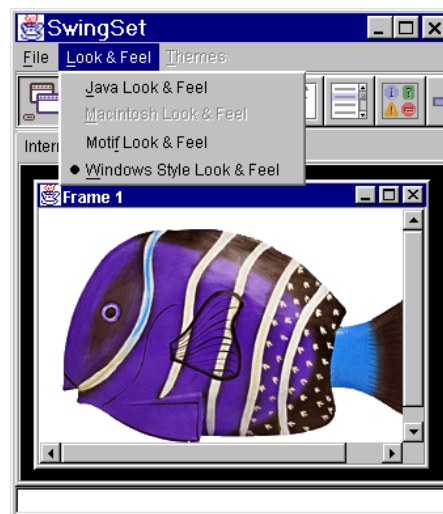 SwingSet
File Look & Feel Themes
Java Look & Feel
Macintosh Look & Feel
Motif Look & Feel
Windows Style Look & Feel
Frame 1